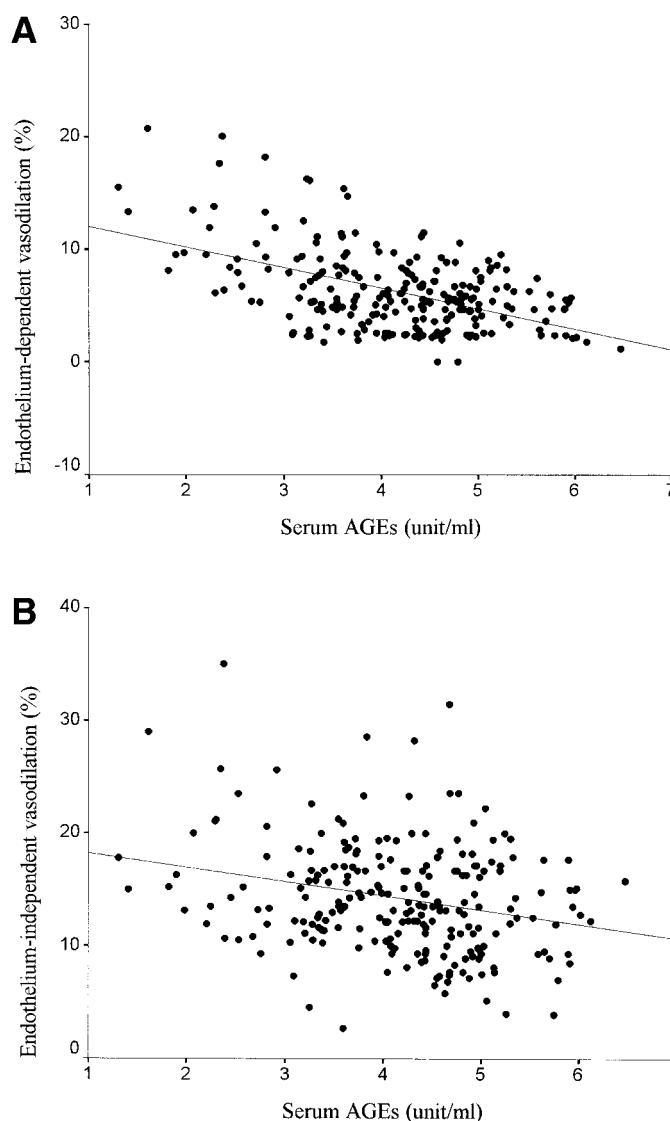 A
Endothelium-dependent vasodilation (%)
30
20
10
0
-10
1 2 3 4 5 6 7
Serum AGEs (unit/ml)
B
Endothelium-independent vasodilation (%)
40
30
20
10
0
1 2 3 4 5 6
Serum AGEs (unit/ml)